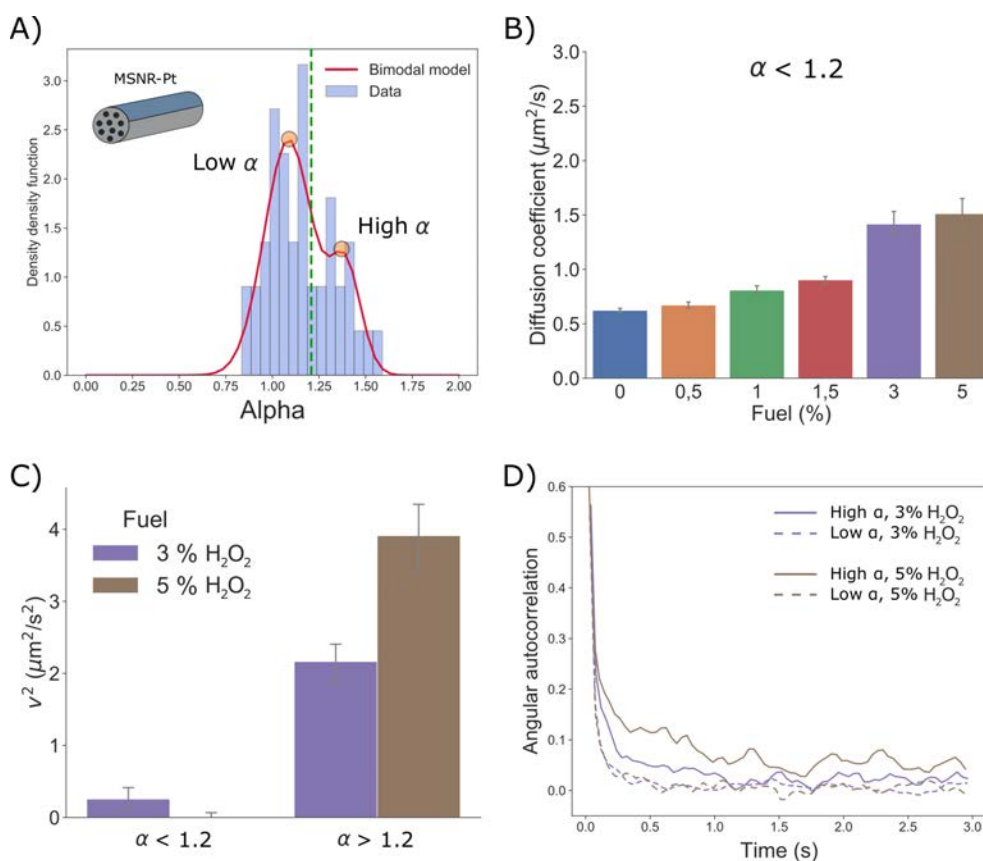 A)
MSNR-Pt
Bimodal model
Data
Low α
High α
Density density function
3.0
2.5
2.0
1.5
1.0
0.5
0.0
0.00 0.25 0.50 0.75 1.00 1.25 1.50 1.75 2.00
Alpha
B)
α < 1.2
Diffusion coefficient (μm²/s)
3.0
2.5
2.0
1.5
1.0
0.5
0.0
0 0,5 1 1,5 3 5
Fuel (%)
C)
Fuel
3 % H₂O₂
5 % H₂O₂
v² (μm²/s²)
4
3
2
1
0
α < 1.2 α > 1.2
D)
High α, 3% H₂O₂
Low α, 3% H₂O₂
High α, 5% H₂O₂
Low α, 5% H₂O₂
Angular autocorrelation
0.6
0.5
0.4
0.3
0.2
0.1
0.0
0.0 0.5 1.0 1.5 2.0 2.5 3.0
Time (s)